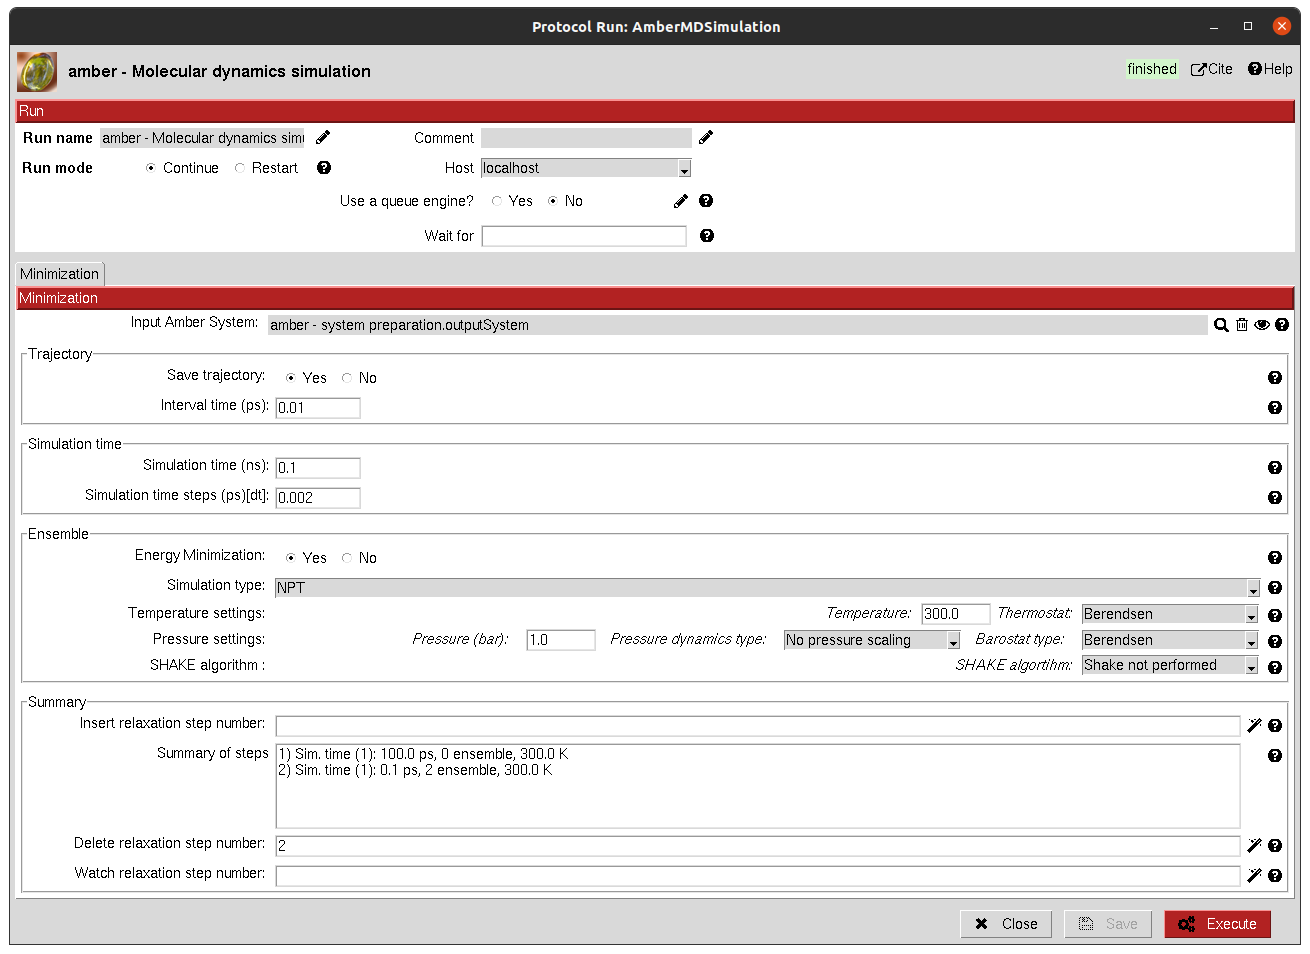 Protocol Run: AmberMDSimulation
amber - Molecular dynamics simulation
finished Cite Help
Run
Run name amber - Molecular dynamics simu Comment
Run mode Continue Restart Host localhost
Use a queue engine? Yes No
Wait for
Minimization
Minimization
Input Amber System: amber - system preparation.outputSystem
Trajectory
Save trajectory: Yes No
Interval time (ps): 0.01
Simulation time
Simulation time (ns): 0.1
Simulation time steps (ps)[dt]: 0.002
Ensemble
Energy Minimization: Yes No
Simulation type: NPT
Temperature settings: Temperature: 300.0 Thermostat: Berendsen
Pressure settings: Pressure (bar): 1.0 Pressure dynamics type: No pressure scaling Barostat type: Berendsen
SHAKE algorithm : SHAKE algortihm: Shake not performed
Summary
Insert relaxation step number:
Summary of steps 1) Sim. time (1): 100.0 ps, 0 ensemble, 300.0 K
2) Sim. time (1): 0.1 ps, 2 ensemble, 300.0 K
Delete relaxation step number: 2
Watch relaxation step number:
Close Save Execute